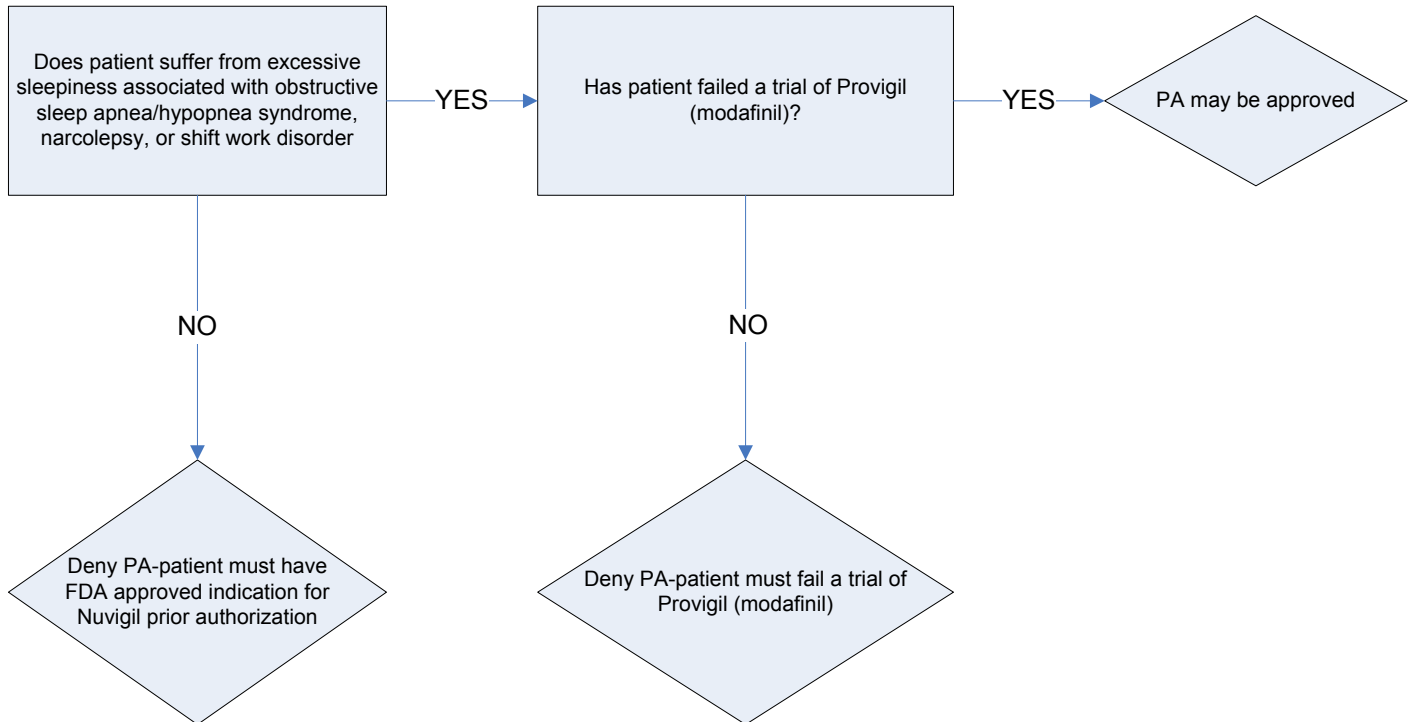 Does patient suffer from excessive
sleepiness associated with obstructive
sleep apnea/hypopnea syndrome,
narcolepsy, or shift work disorder
YES
Has patient failed a trial of Provigil
(modafinil)?
YES
PA may be approved
NO
NO
Deny PA-patient must have
FDA approved indication for
Nuvigil prior authorization
Deny PA-patient must fail a trial of
Provigil (modafinil)